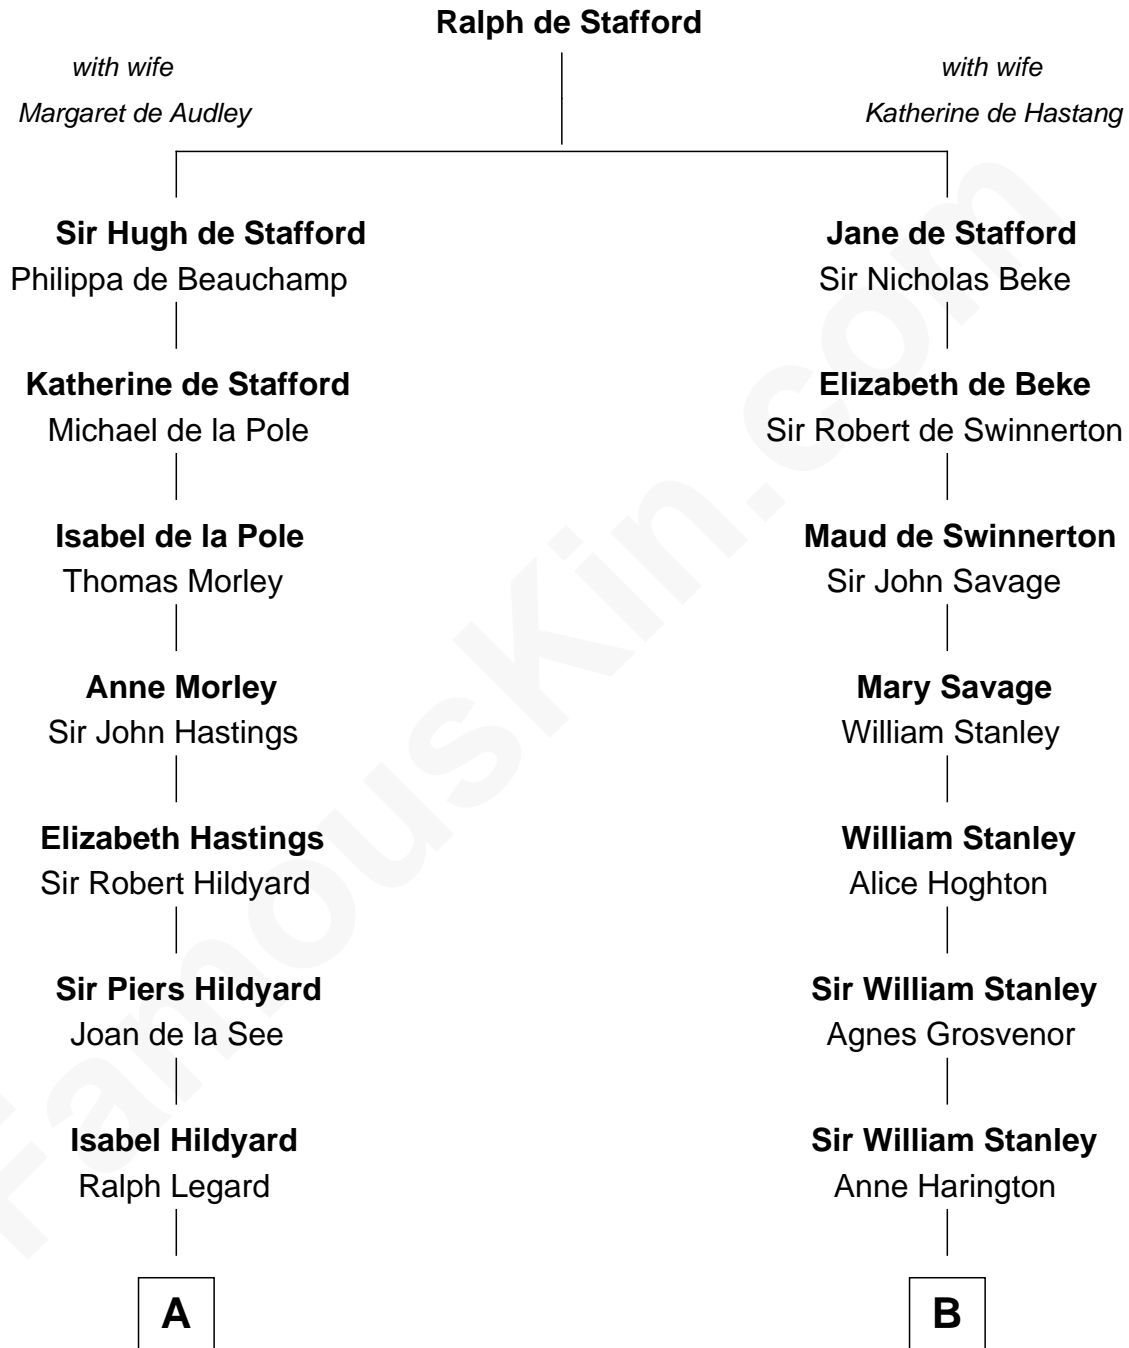 Ralph de Stafford
with wife
Margaret de Audley
with wife
Katherine de Hastang
Sir Hugh de Stafford
Philippa de Beauchamp
Katherine de Stafford
Michael de la Pole
Isabel de la Pole
Thomas Morley
Anne Morley
Sir John Hastings
Elizabeth Hastings
Sir Robert Hildyard
Sir Piers Hildyard
Joan de la See
Isabel Hildyard
Ralph Legard
A
Jane de Stafford
Sir Nicholas Beke
Elizabeth de Beke
Sir Robert de Swinnerton
Maud de Swinnerton
Sir John Savage
Mary Savage
William Stanley
William Stanley
Alice Hoghton
Sir William Stanley
Agnes Grosvenor
Sir William Stanley
Anne Harington
B
FamousKin.com